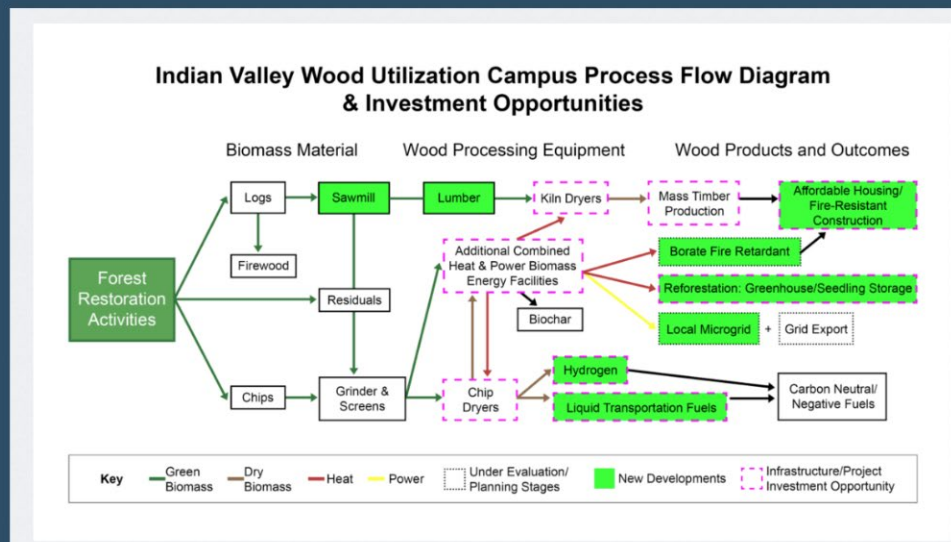 Indian Valley Wood Utilization Campus Process Flow Diagram
& Investment Opportunities
Biomass Material
Wood Processing Equipment
Wood Products and Outcomes
Forest
Restoration
Activities
Logs
Sawmill
Lumber
Kiln Dryers
Mass Timber
Production
Affordable Housing/
Fire-Resistant
Construction
Firewood
Additional Combined
Heat & Power Biomass
Energy Facilities
Borate Fire Retardant
Residuals
Biochar
Reforestation: Greenhouse/Seedling Storage
Local Microgrid
+
Grid Export
Chips
Grinder &
Screens
Chip
Dryers
Hydrogen
Liquid Transportation Fuels
Carbon Neutral/
Negative Fuels
Key
Green
Biomass
Dry
Biomass
Heat
Power
Under Evaluation/
Planning Stages
New Developments
Infrastructure/Project
Investment Opportunity